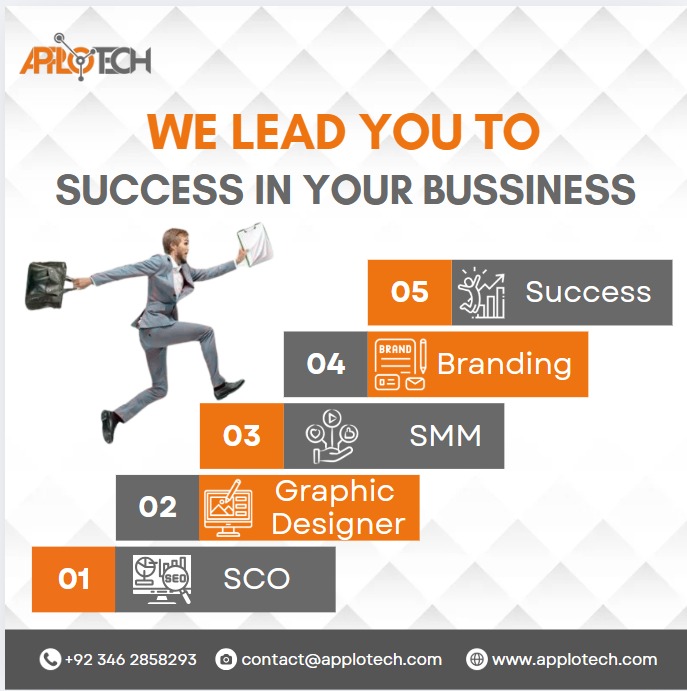 APPLOTECH
WE LEAD YOU TO
SUCCESS IN YOUR BUSSINESS
05 Success
04 BRAND Branding
03 SMM
02 Graphic
Designer
01 SEO SCO
+92 346 2858293 contact@applotech.com www.applotech.com